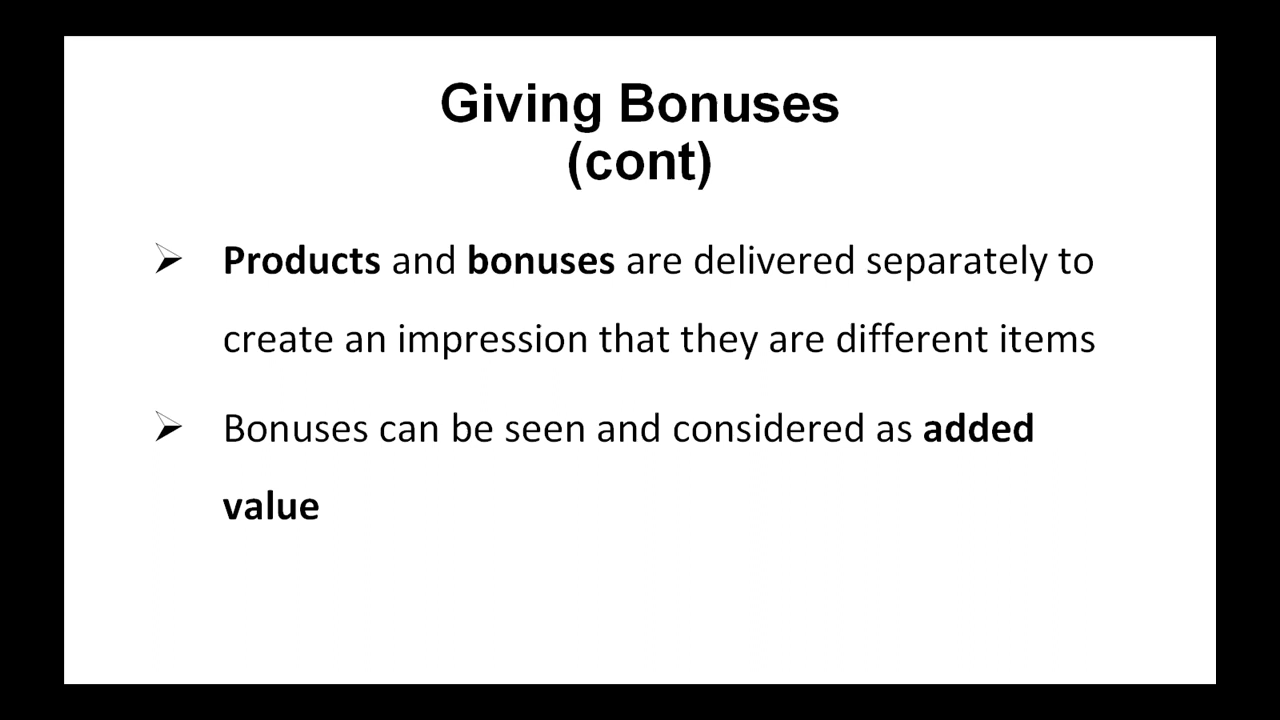 Giving Bonuses
(cont)
Products and bonuses are delivered separately to
create an impression that they are different items
Bonuses can be seen and considered as added
value